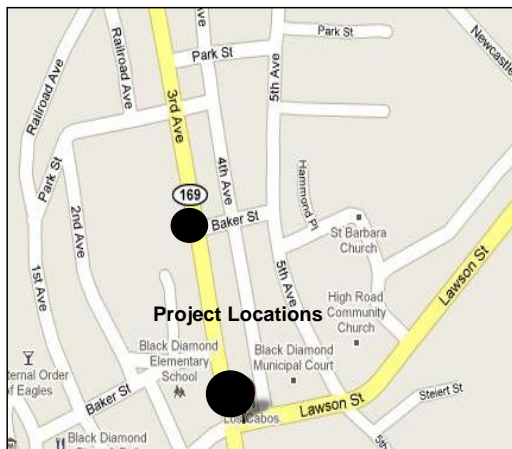 Railroad Ave
Railroad Ave
Park St
Park St
Newcastle
3rd Ave
5th Ave
4th Ave
Park St
2nd Ave
169
Hammond Pl
Baker St
St Barbara
Church
1st Ave
5th Ave
Lawson St
High Road
Community
Church
Project Locations
Black Diamond
Elementary
School
Black Diamond
Municipal Court
ternal Order
of Eagles
Baker St
Steiert St
Lawson St
Los Cabos
5th
Black Diamond